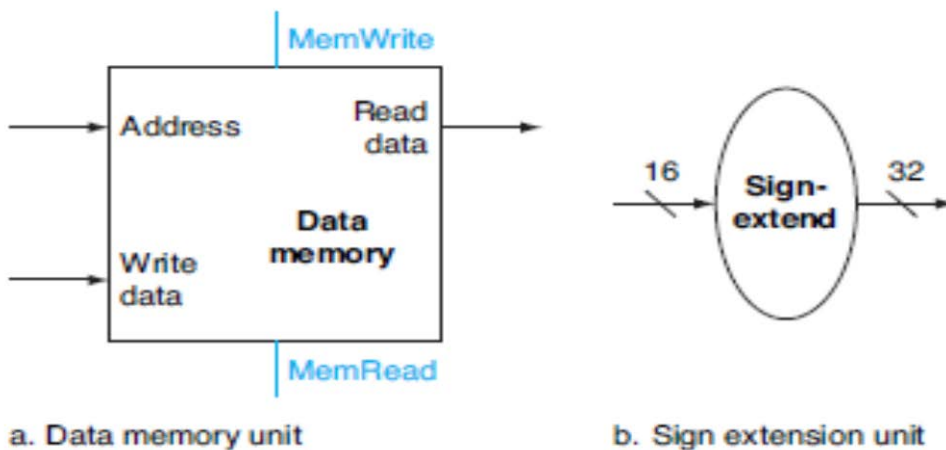 MemWrite
Address
Read
data
Data
memory
Write
data
MemRead
a. Data memory unit
16
Sign-
extend
32
b. Sign extension unit